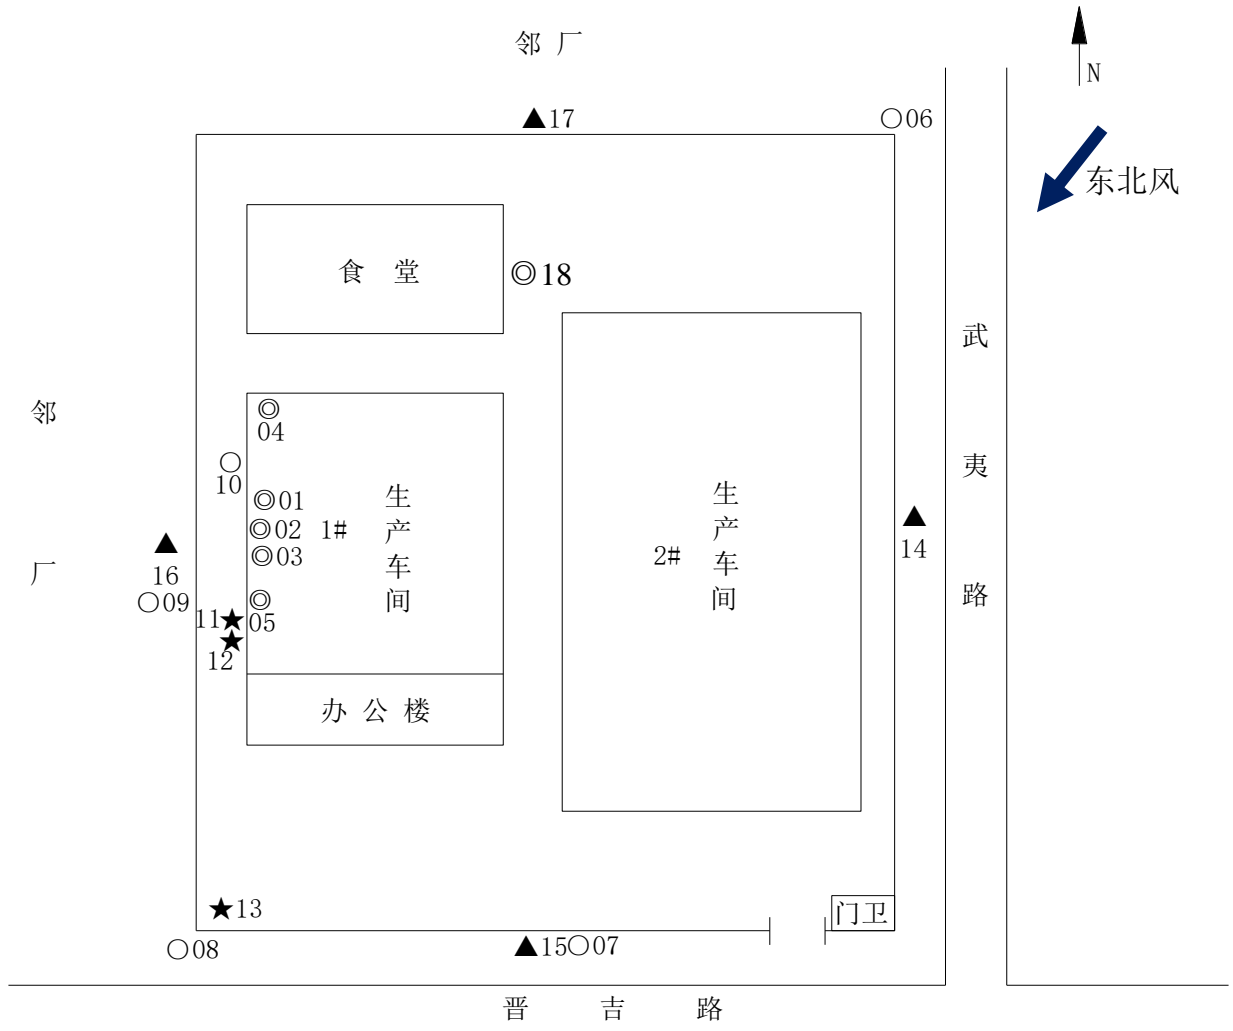 邻 厂
N
▲17
○06
东北风
食 堂
◎18
武夷路
邻厂
◎
04
○
10
◎01
◎02
◎03
1#
生产车间
2#
生产车间
▲
14
▲
16
○09
◎
05
11★
★
12
办 公 楼
★13
门卫
○08
▲15○07
晋 吉 路